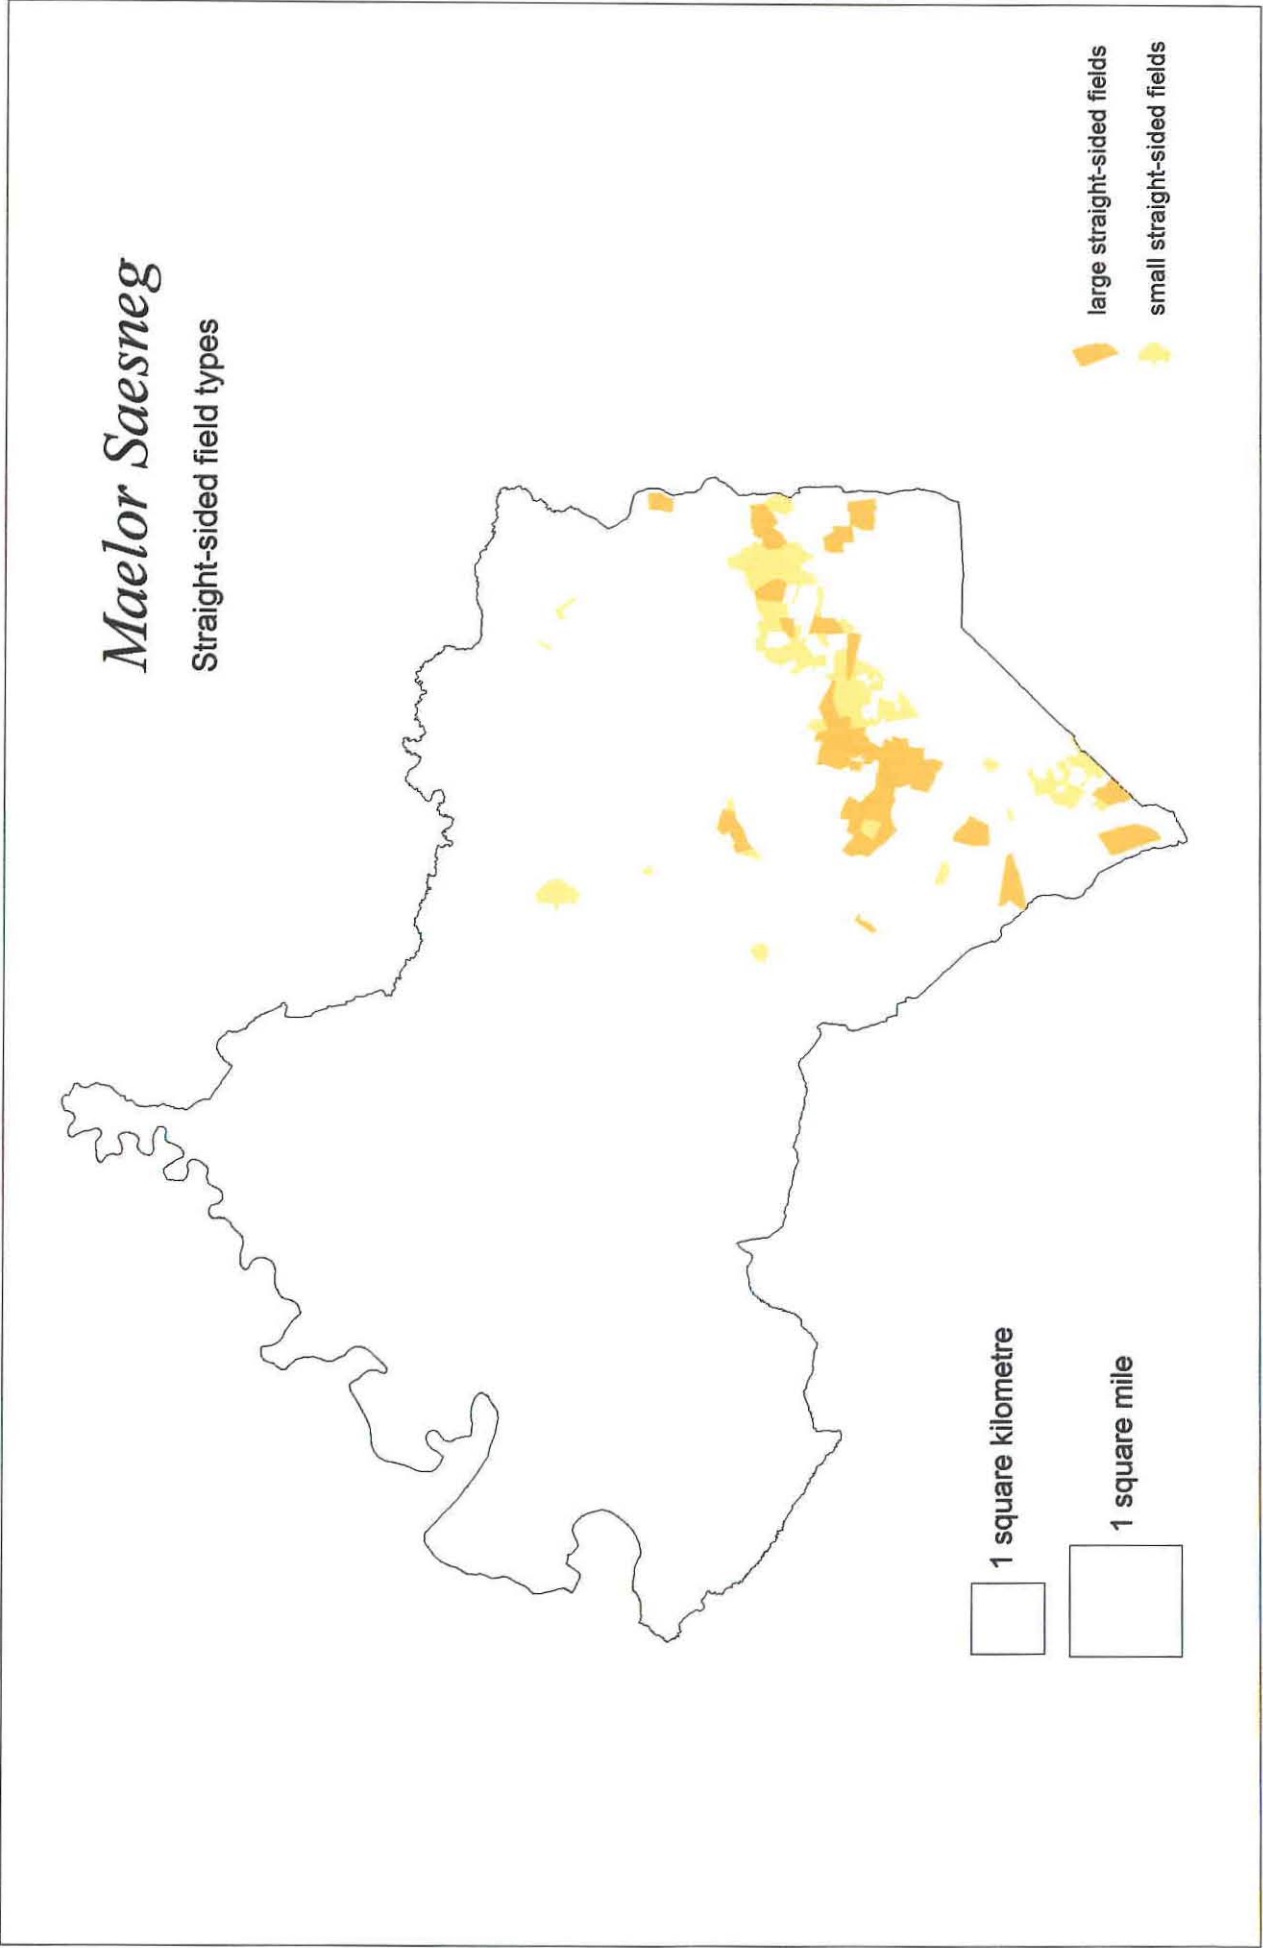 Maelor Saesneg
Straight-sided field types
large straight-sided fields
small straight-sided fields
1 square kilometre
1 square mile